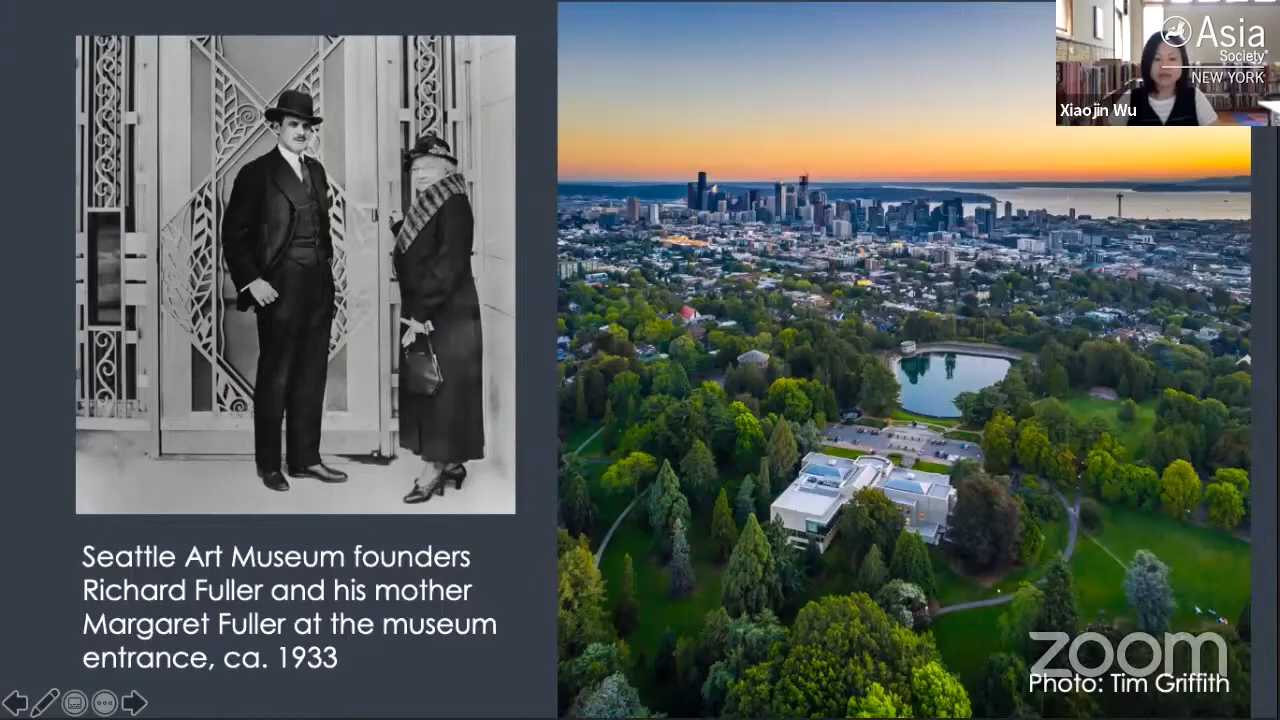 Asia
Society
NEW YORK
Xiaojin Wu
Seattle Art Museum founders
Richard Fuller and his mother
Margaret Fuller at the museum
entrance, ca. 1933
zoom
Photo: Tim Griffith